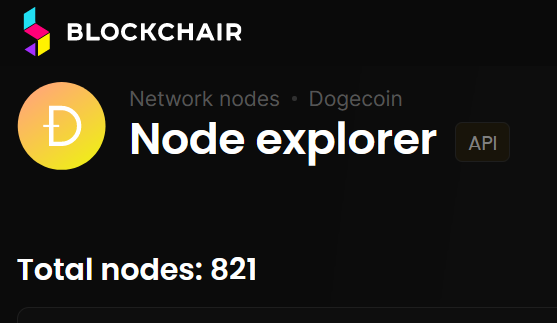 BLOCKCHAIR
Network nodes • Dogecoin
Node explorer API
Total nodes: 821